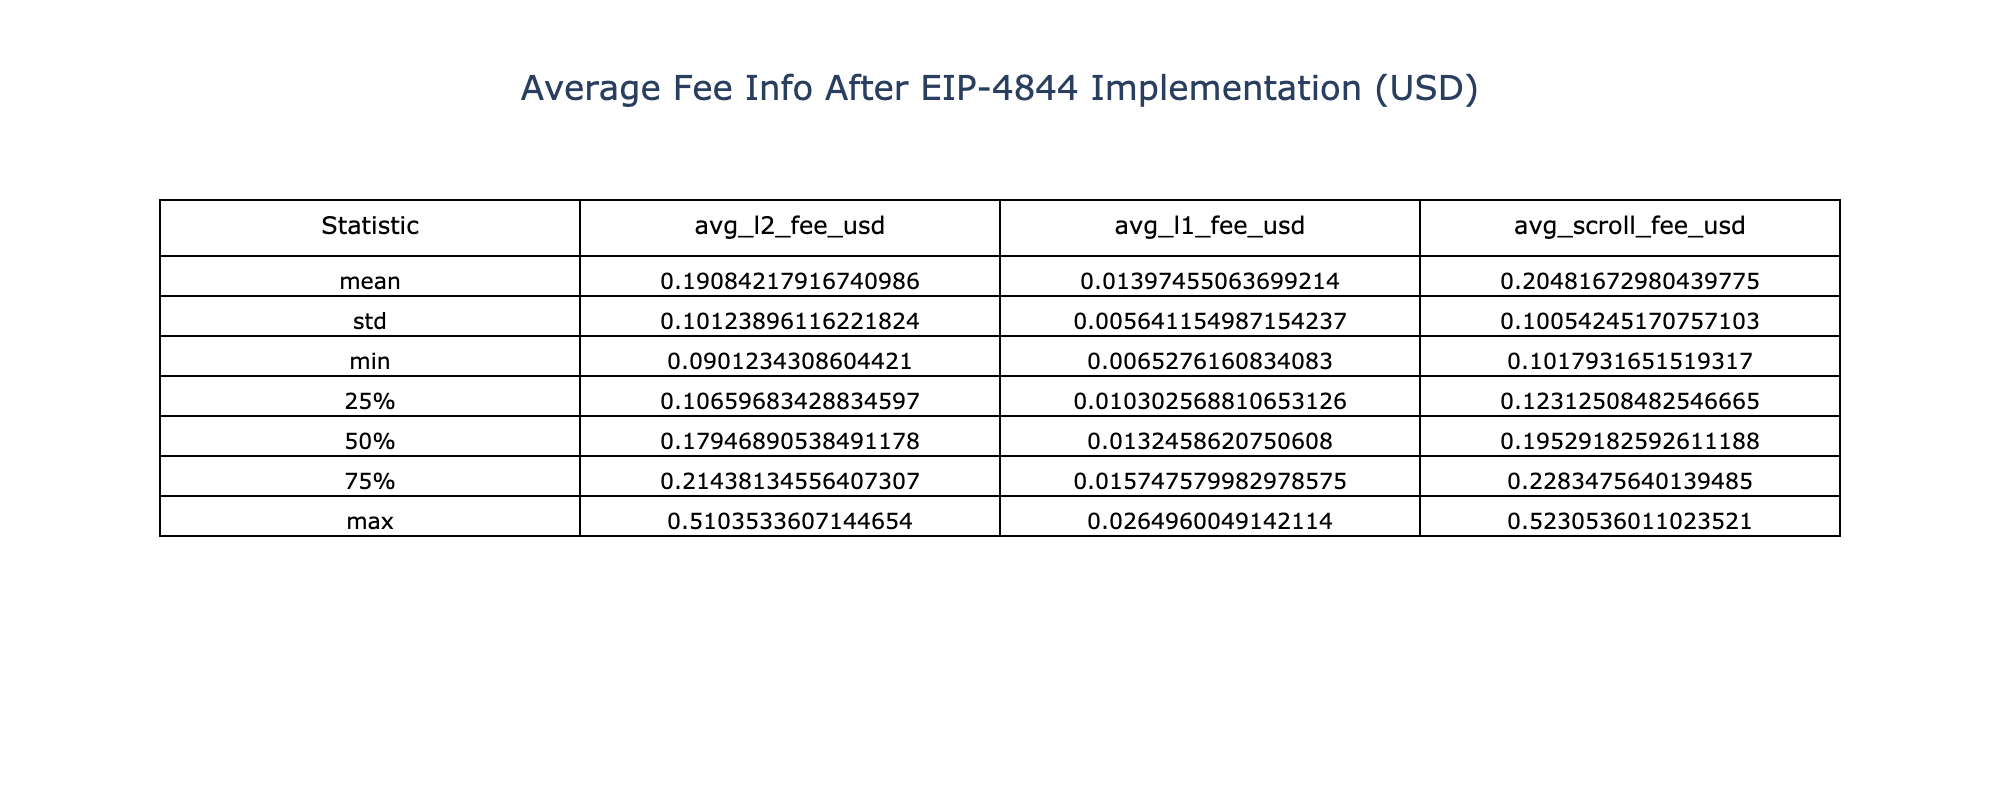 Average Fee Info After EIP-4844 Implementation (USD)
Statistic avg_l2_fee_usd avg_l1_fee_usd avg_scroll_fee_usd
mean 0.19084217916740986 0.01397455063699214 0.20481672980439775
std 0.10123896116221824 0.005641154987154237 0.10054245170757103
min 0.0901234308604421 0.0065276160834083 0.1017931651519317
25% 0.10659683428834597 0.010302568810653126 0.12312508482546665
50% 0.17946890538491178 0.0132458620750608 0.19529182592611188
75% 0.21438134556407307 0.015747579982978575 0.2283475640139485
max 0.5103533607144654 0.0264960049142114 0.5230536011023521